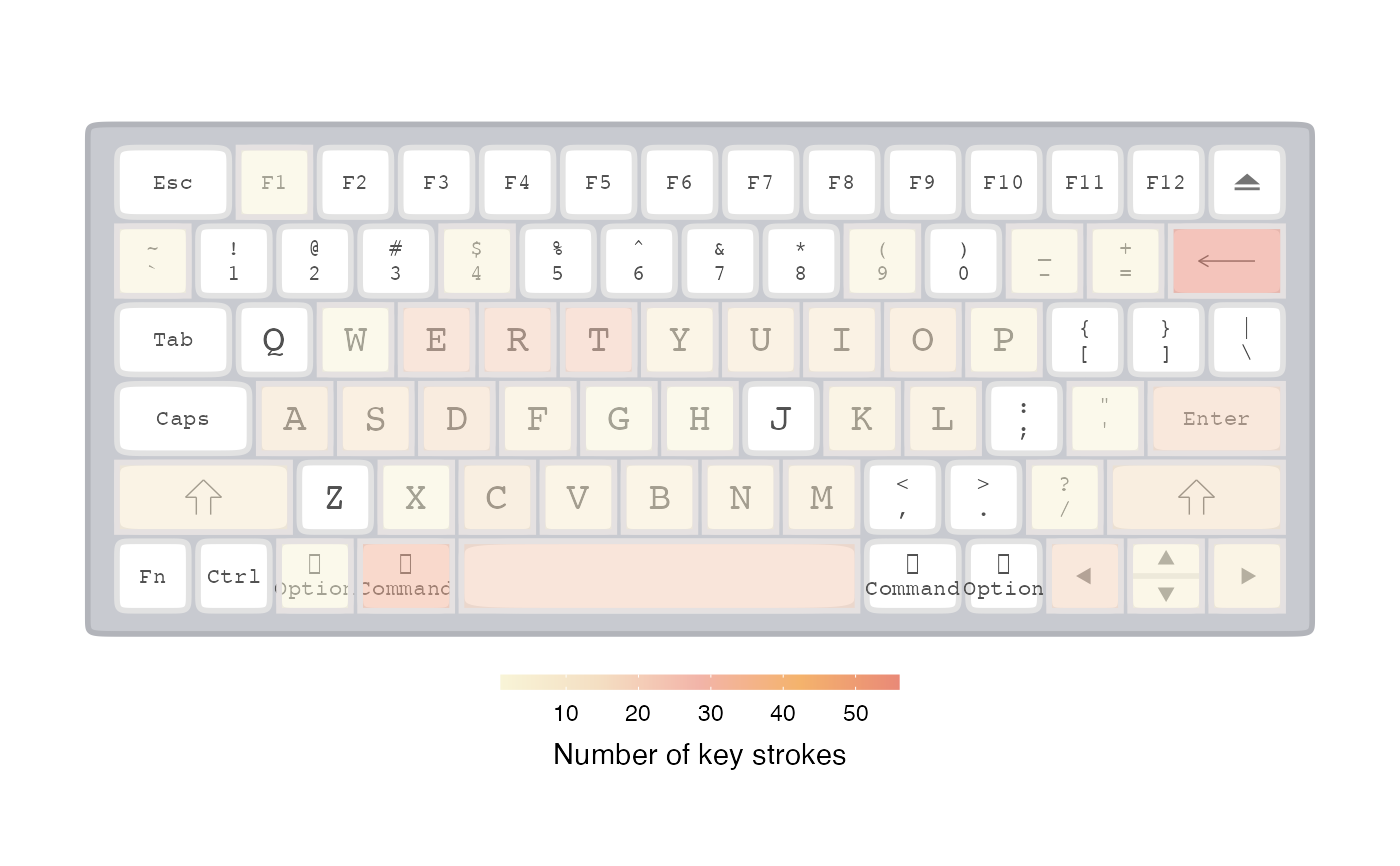 Esc F1 F2 F3 F4 F5 F6 F7 F8 F9 F10 F11 F12
~ ! @ # $ % ^ & * ( ) _ +
` 1 2 3 4 5 6 7 8 9 0 - =
Tab Q W E R T Y U I O P { } |
[ ] \
Caps A S D F G H J K L : "
; ' Enter
Z X C V B N M < > ?
, . /
Fn Ctrl Option Command Command Option
10 20 30 40 50
Number of key strokes